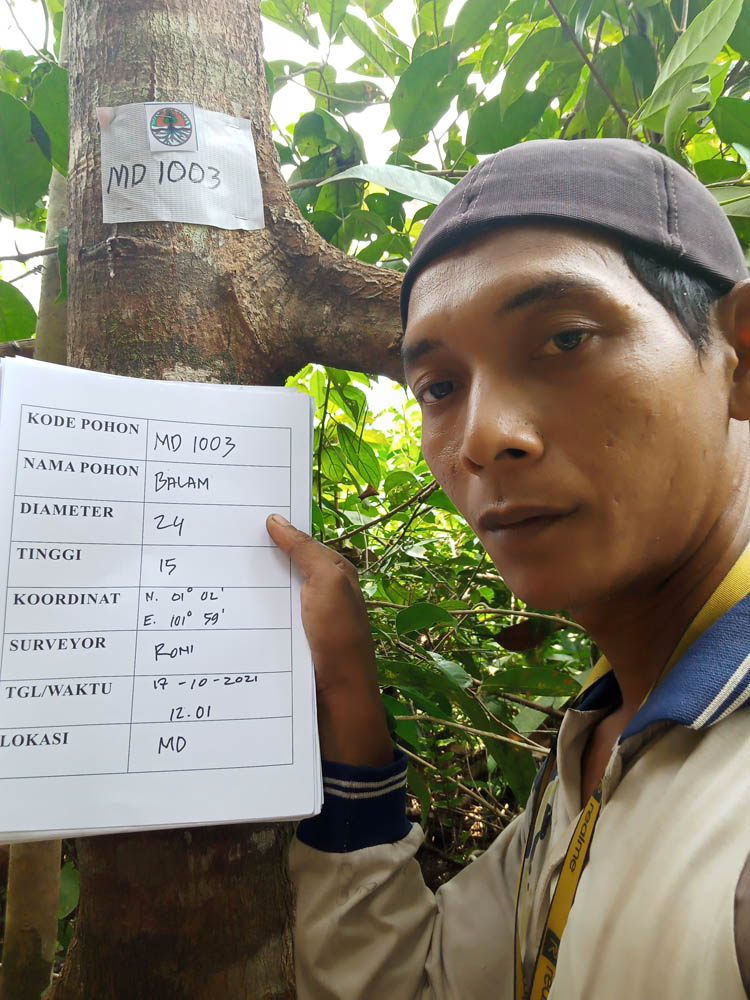 MD 1003
KODE POHON MD 1003
NAMA POHON BALAM
DIAMETER 24
TINGGI 15
KOORDINAT N. 01° 02'
E. 101° 59'
SURVEYOR ROMI
TGL/WAKTU 17-10-2021
12.01
LOKASI MD
realme